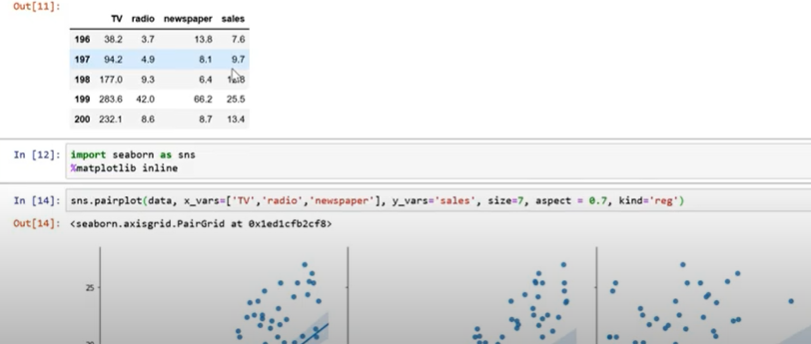 Out[11]:
TV radio newspaper sales
196 38.2 3.7 13.8 7.6
197 94.2 4.9 8.1 9.7
198 177.0 9.3 6.4
199 283.6 42.0 66.2 25.5
200 232.1 8.6 8.7 13.4
In [12]: import seaborn as sns
%matplotlib inline
In [14]: sns.pairplot(data, x_vars=['TV','radio','newspaper'], y_vars='sales', size=7, aspect = 0.7, kind='reg')
Out[14]: <seaborn.axisgrid.PairGrid at 0x1ed1cfb2cf8>
25